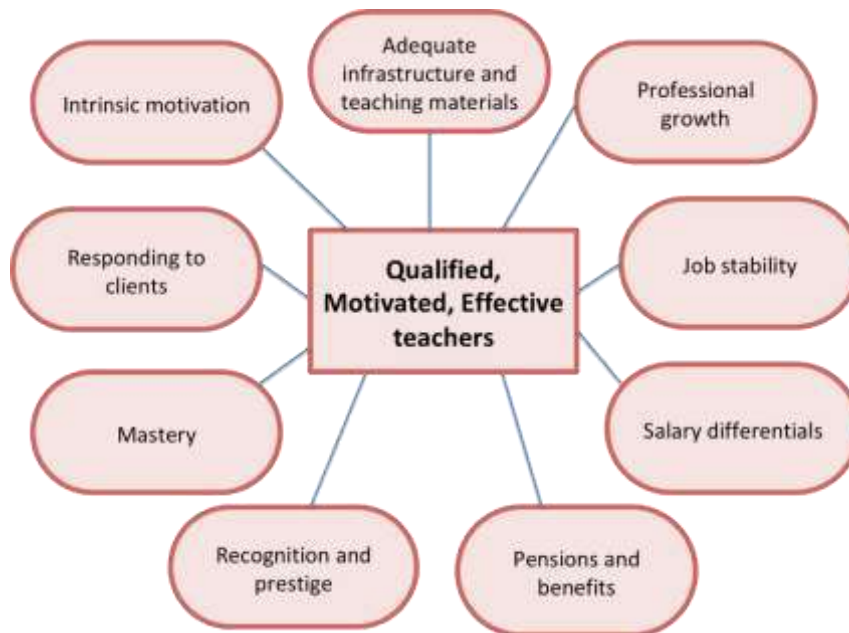 Adequate
infrastructure and
teaching materials
Intrinsic motivation
Professional
growth
Responding to
clients
Qualified,
Motivated, Effective
teachers
Job stability
Mastery
Salary differentials
Recognition and
prestige
Pensions and
benefits